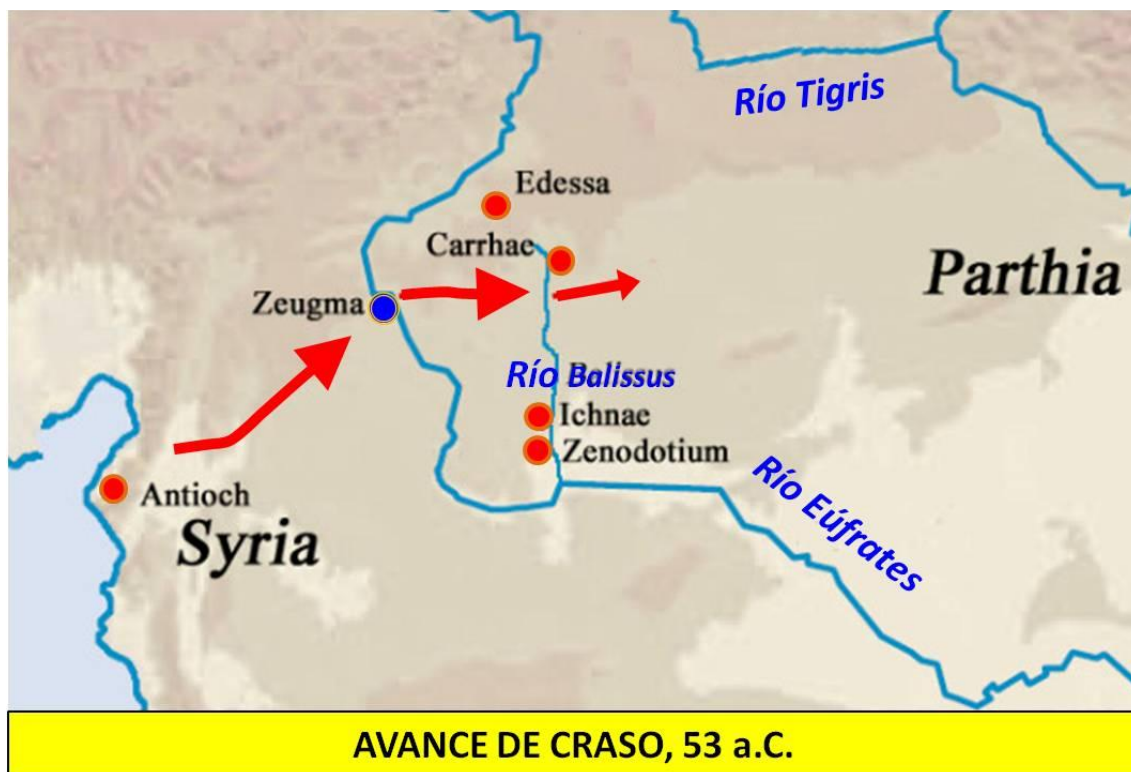 Río Tigris
Edessa
Carrhae
Parthia
Zeugma
Río Balissus
Ichnae
Zenodotium
Antioch
Syria
Río Eúfrates
AVANCE DE CRASO, 53 a.C.